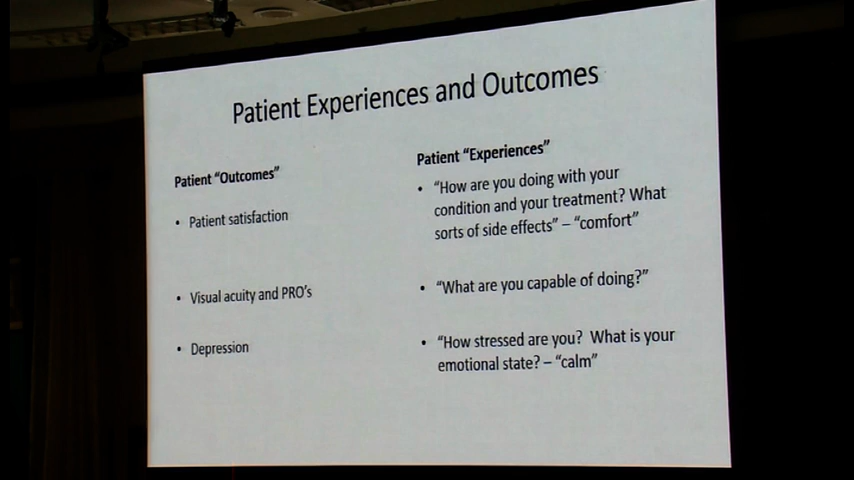 Patient Experiences and Outcomes
Patient “Outcomes”
• Patient satisfaction
• Visual acuity and PRO’s
• Depression
Patient “Experiences”
• “How are you doing with your
condition and your treatment? What
sorts of side effects” – “comfort”
• “What are you capable of doing?”
• “How stressed are you?  What is your
emotional state? – “calm”